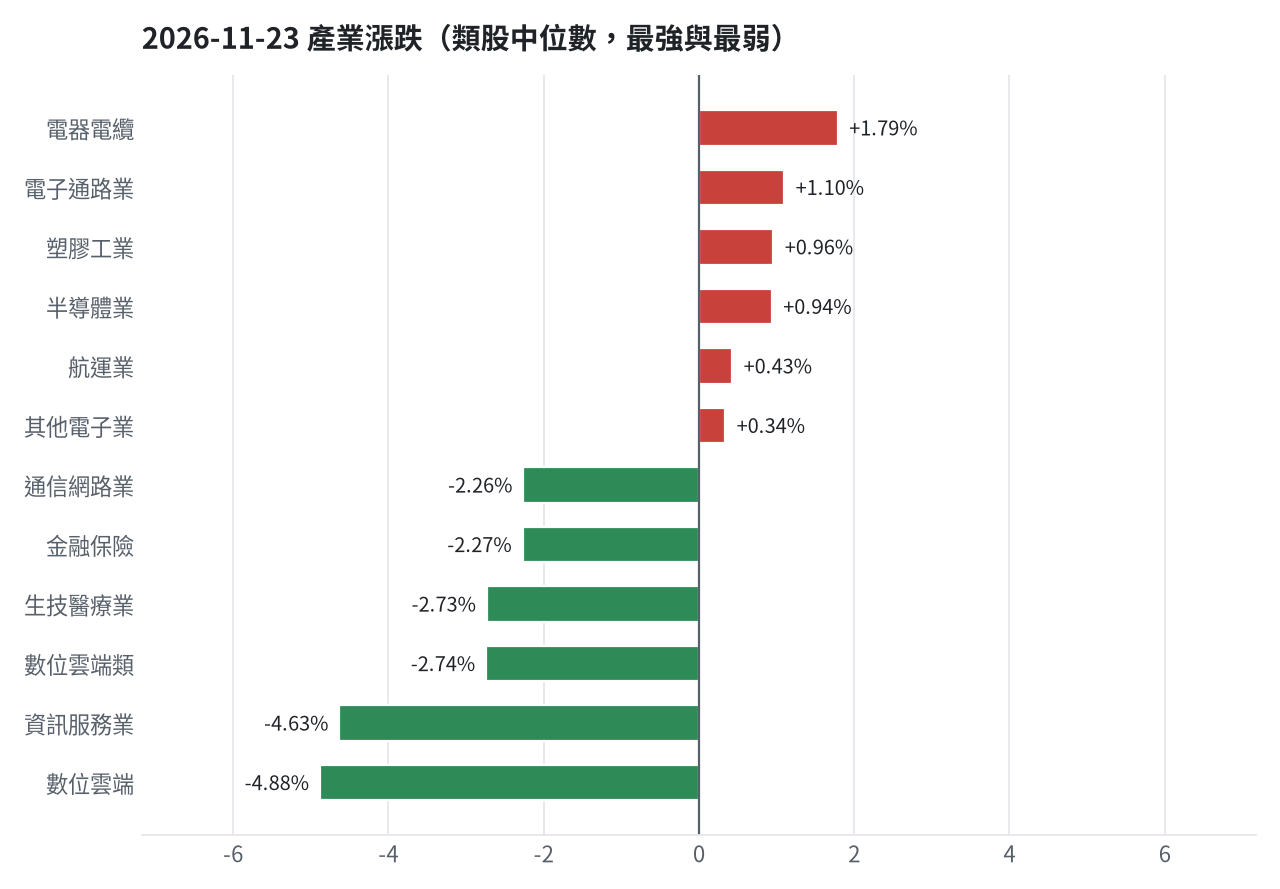 2026-11-23 產業漲跌（類股中位數，最強與最弱）
電器電纜 +1.79%
電子通路業 +1.10%
塑膠工業 +0.96%
半導體業 +0.94%
航運業 +0.43%
其他電子業 +0.34%
通信網路業 -2.26%
金融保險 -2.27%
生技醫療業 -2.73%
數位雲端類 -2.74%
資訊服務業 -4.63%
數位雲端 -4.88%
-6 -4 -2 0 2 4 6